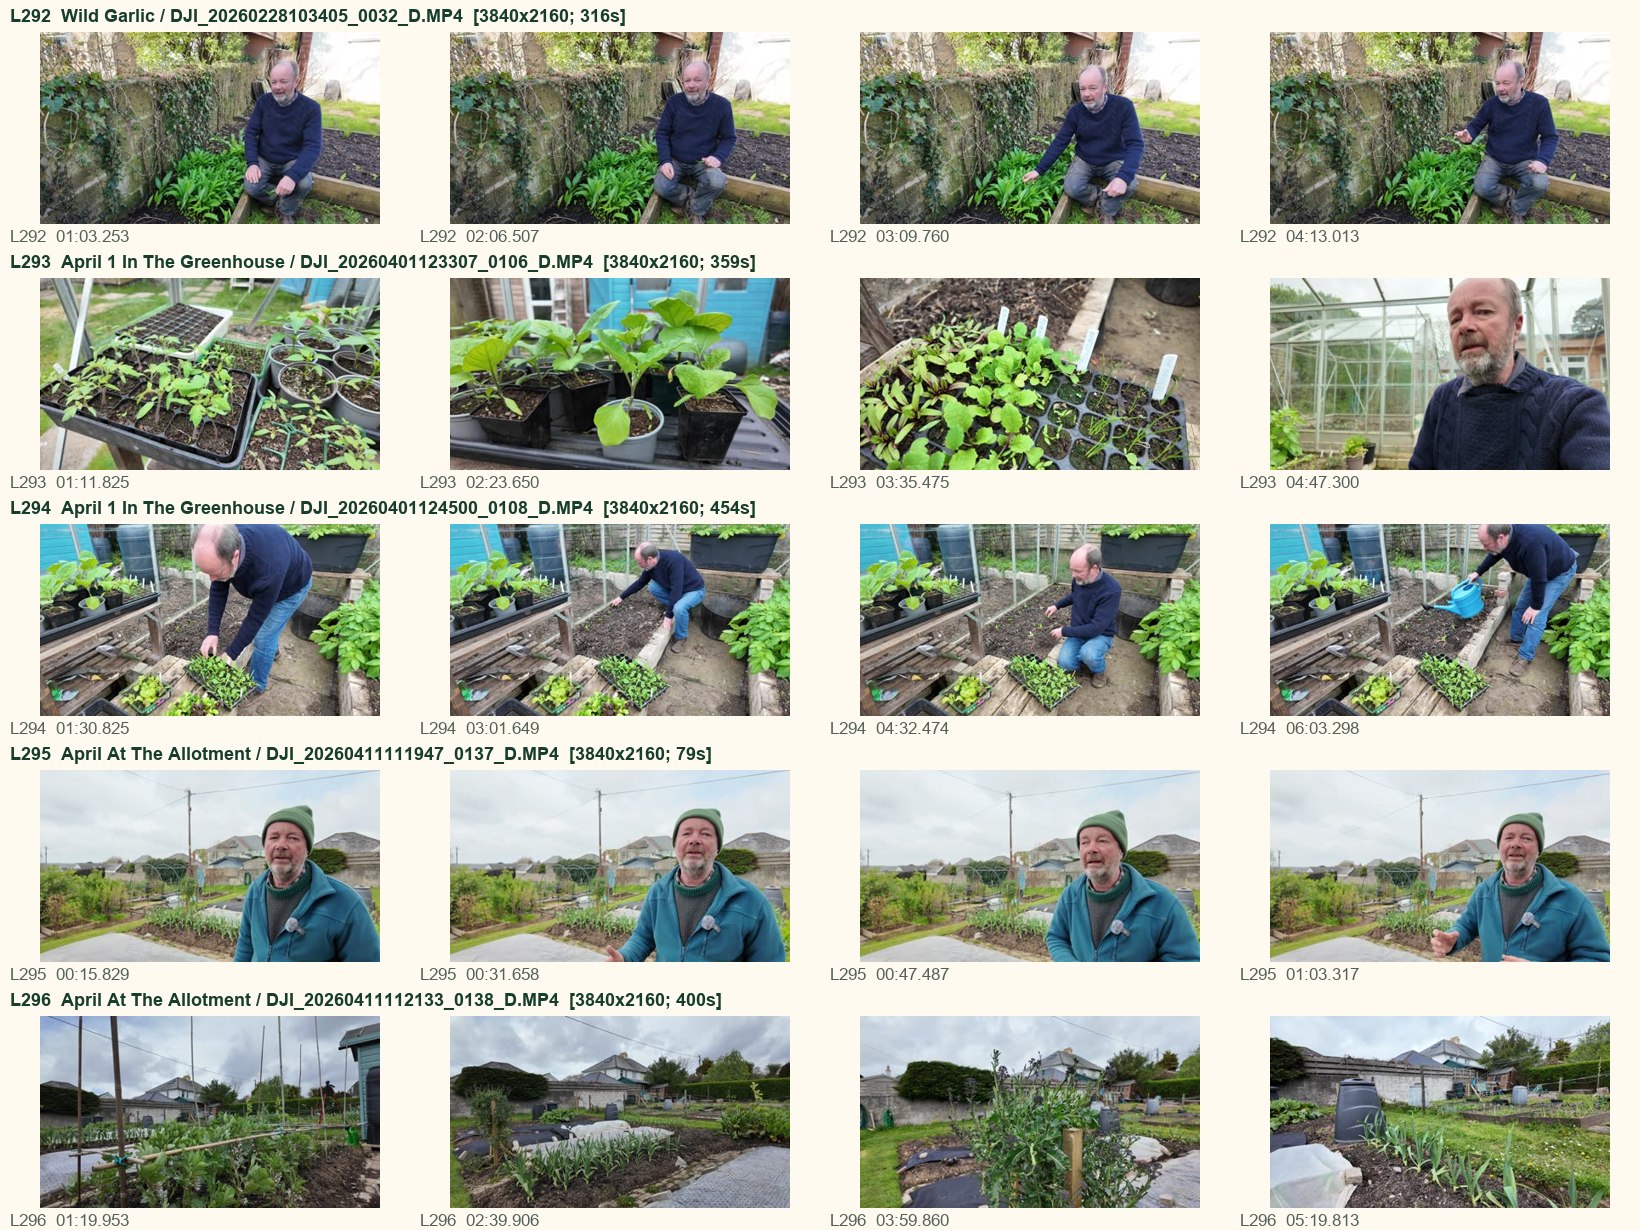 L292 Wild Garlic / DJI_20260228103405_0032_D.MP4 [3840x2160; 316s]
L292 01:03.253
L292 02:06.507
L292 03:09.760
L292 04:13.013
L293 April 1 In The Greenhouse / DJI_20260401123307_0106_D.MP4 [3840x2160; 359s]
L293 01:11.825
L293 02:23.650
L293 03:35.475
L293 04:47.300
L294 April 1 In The Greenhouse / DJI_20260401124500_0108_D.MP4 [3840x2160; 454s]
L294 01:30.825
L294 03:01.649
L294 04:32.474
L294 06:03.298
L295 April At The Allotment / DJI_20260411111947_0137_D.MP4 [3840x2160; 79s]
L295 00:15.829
L295 00:31.658
L295 00:47.487
L295 01:03.317
L296 April At The Allotment / DJI_20260411112133_0138_D.MP4 [3840x2160; 400s]
L296 01:19.953
L296 02:39.906
L296 03:59.860
L296 05:19.813